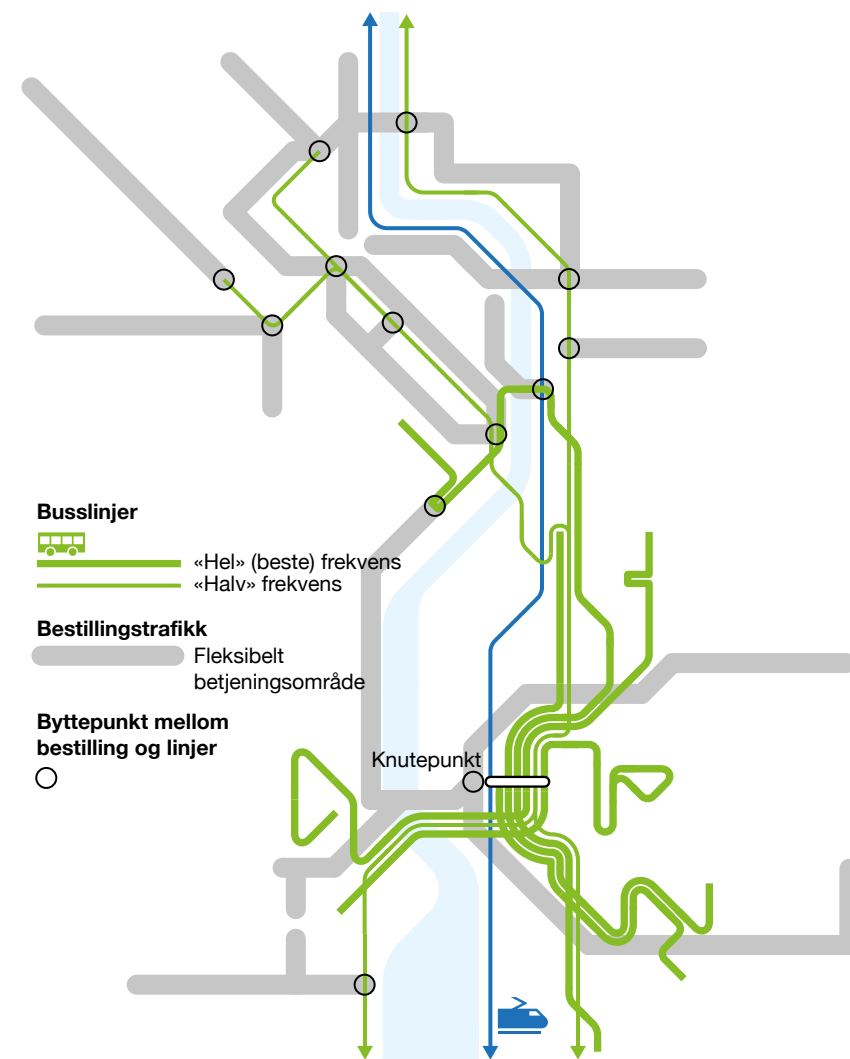 Busslinjer
«Hel» (beste) frekvens
«Halv» frekvens
Bestillingstrafikk
Fleksibelt
betjeningsområde
Byttepunkt mellom
bestilling og linjer
Knutepunkt